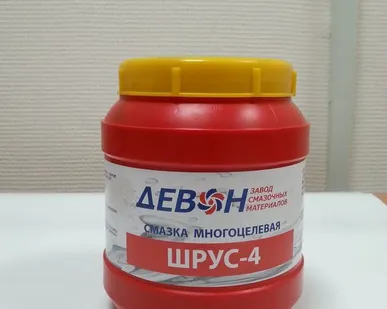 ДЕВОН
ЗАВОД
СМАЗОЧНЫХ
МАТЕРИАЛОВ
СМАЗКА МНОГОЦЕЛЕВАЯ
ШРУС-4